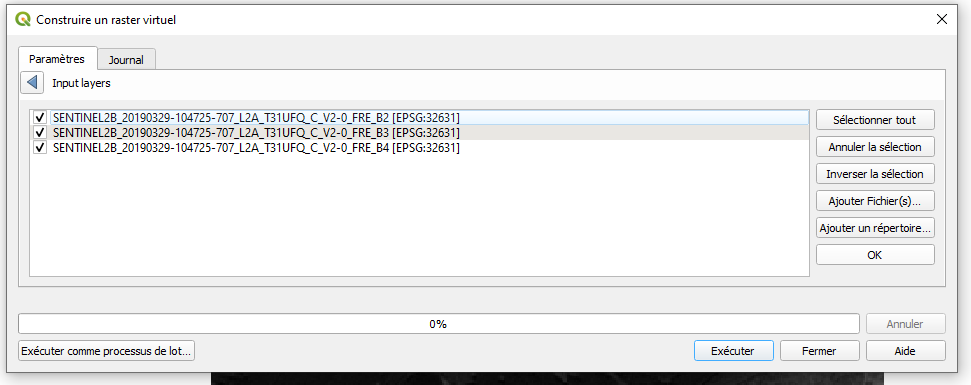 Construire un raster virtuel
Paramètres
Journal
Input layers
SENTINEL2B_20190329-104725-707_L2A_T31UFQ_C_V2-0_FRE_B2 [EPSG:32631]
SENTINEL2B_20190329-104725-707_L2A_T31UFQ_C_V2-0_FRE_B3 [EPSG:32631]
SENTINEL2B_20190329-104725-707_L2A_T31UFQ_C_V2-0_FRE_B4 [EPSG:32631]
Sélectionner tout
Annuler la sélection
Inverser la sélection
Ajouter Fichier(s)...
Ajouter un répertoire...
OK
0%
Annuler
Exécuter comme processus de lot...
Exécuter
Fermer
Aide